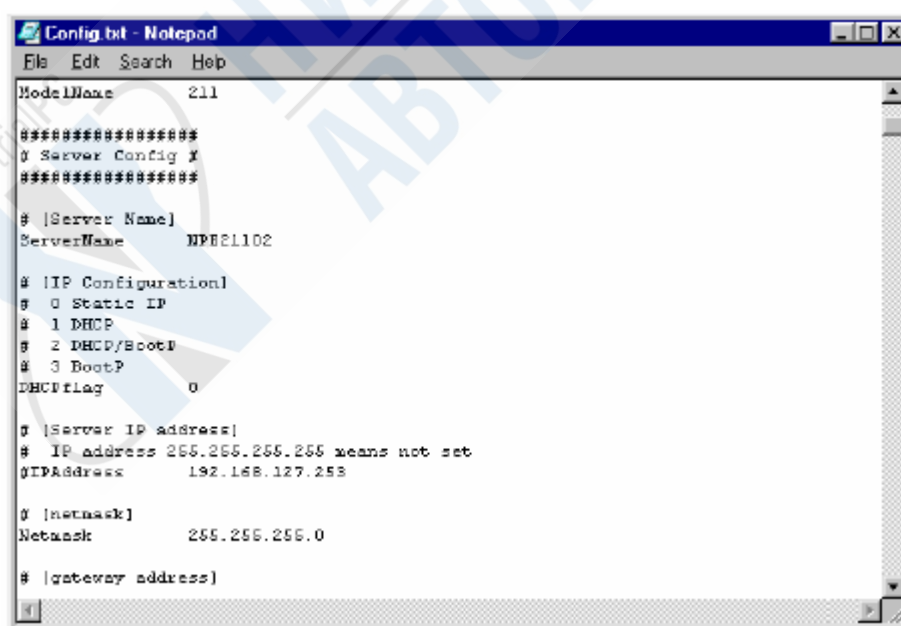 Config.txt - Notepad
File Edit Search Help
ModelName 211
#################
# Server Config #
#################
# [Server Name]
ServerName
# [IP Configuration]
# 0 Static IP
# 1 DHCP
# 2 DHCP/BootP
# 3 BootP
DHCPflag 0
# [Server IP address]
# IP address 255.255.255.255 means not set
#IPAddress 192.168.127.253
# [netmask]
Netmask 255.255.255.0
# [gateway address]